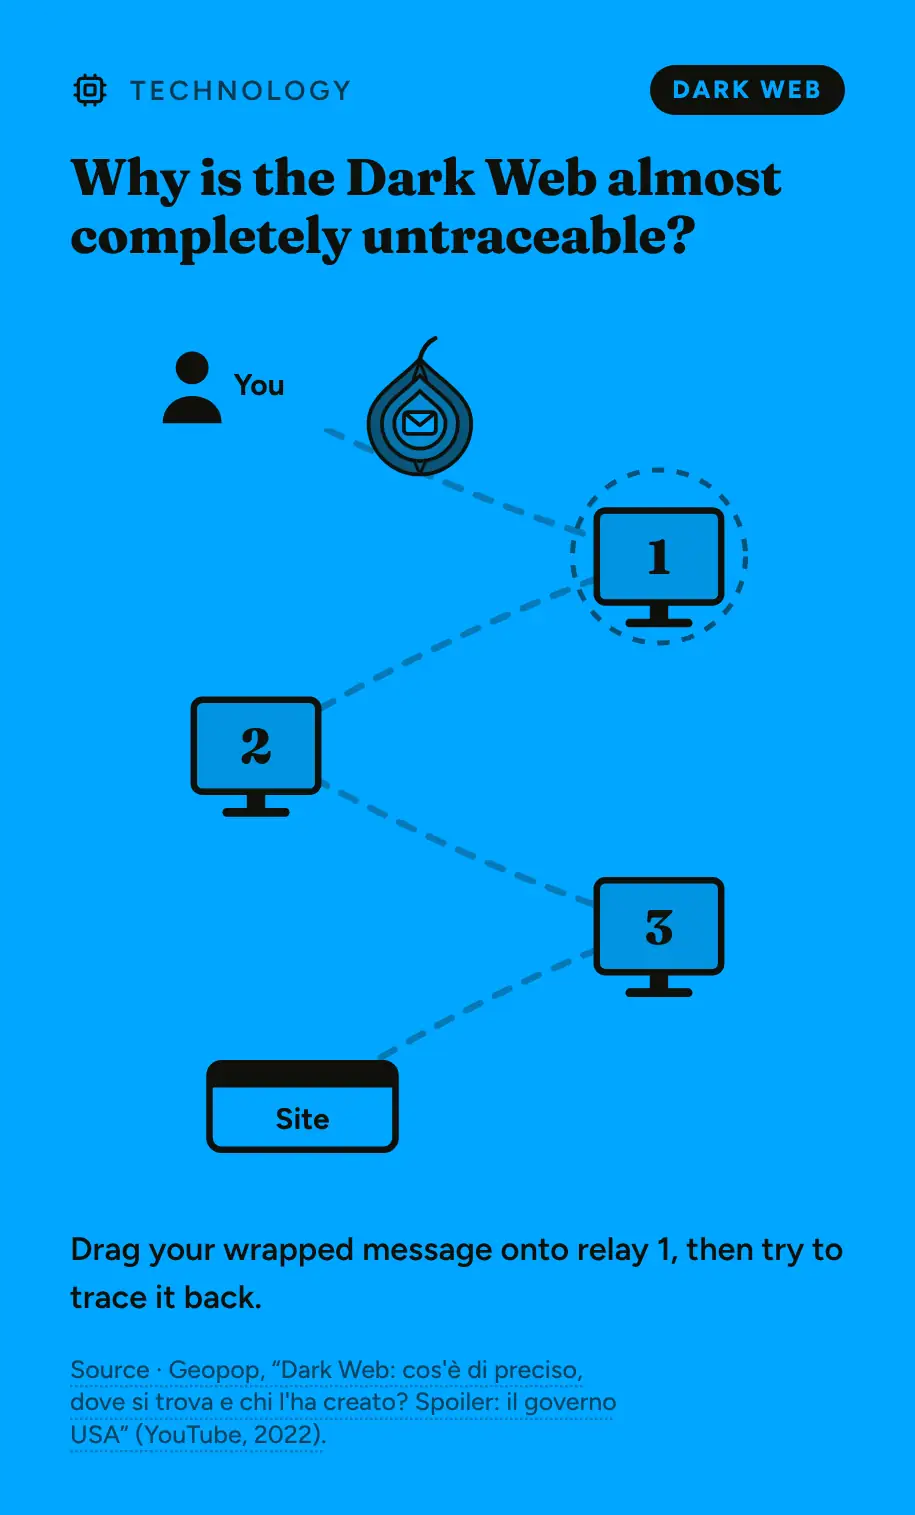 TECHNOLOGY
DARK WEB
Why is the Dark Web almost
completely untraceable?
You
1
2
3
Site
Drag your wrapped message onto relay 1, then try to
trace it back.
Source · Geopop, “Dark Web: cos'è di preciso,
dove si trova e chi l'ha creato? Spoiler: il governo
USA” (YouTube, 2022).